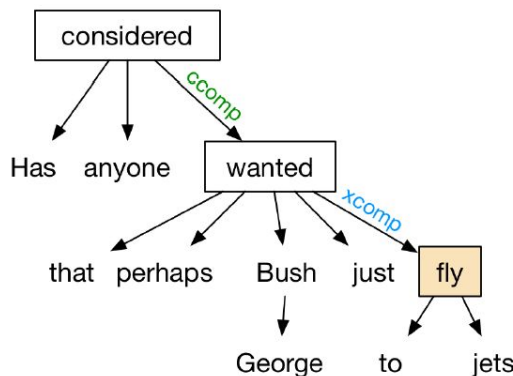 considered
ccomp
Has anyone wanted
xcomp
that perhaps Bush just fly
George to jets